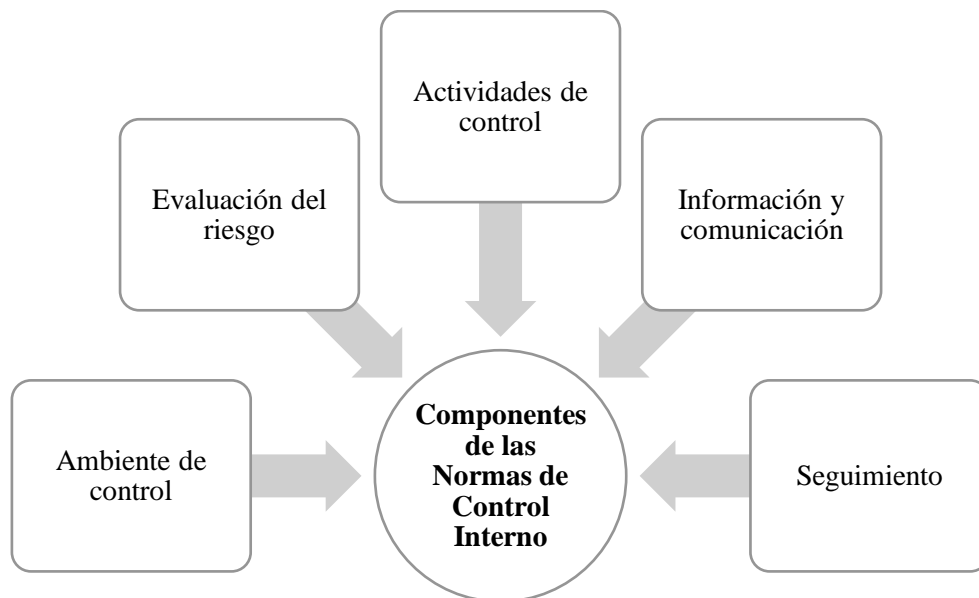 Actividades de
control
Evaluación del
riesgo
Información y
comunicación
Ambiente de
control
Componentes
de las
Normas de
Control
Interno
Seguimiento